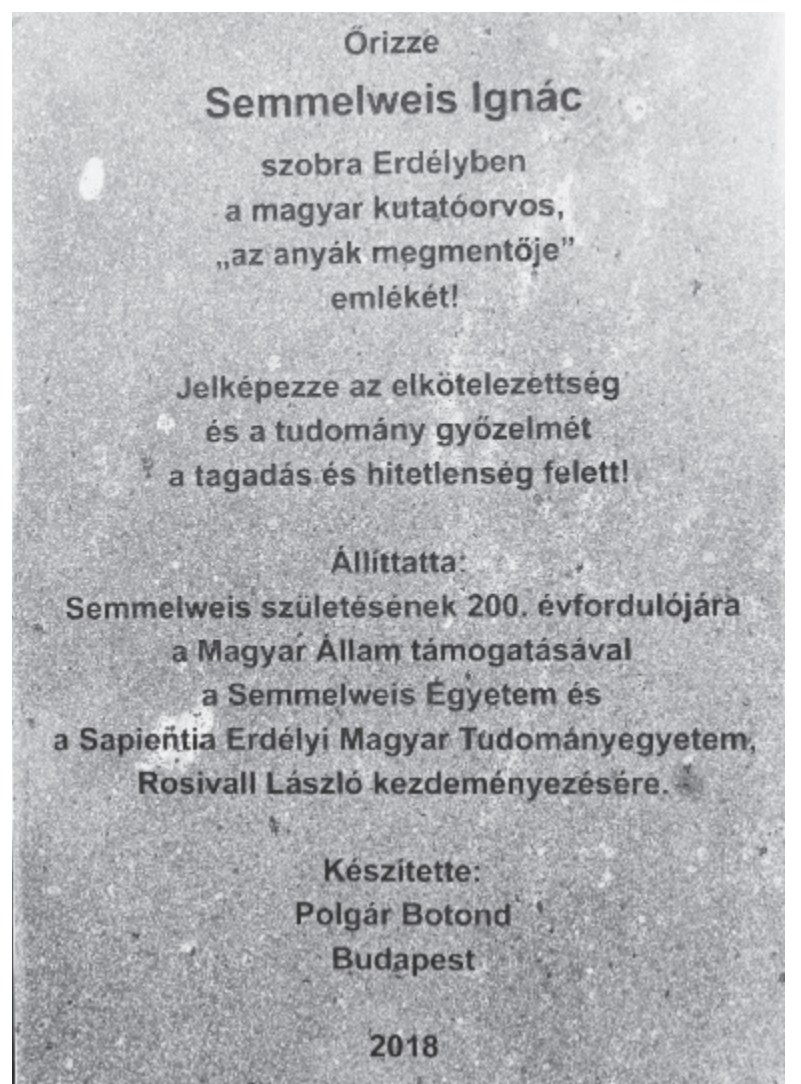 Őrizze
Semmelweis Ignác
szobra Erdélyben
a magyar kutatóorvos,
„az anyák megmentője”
emlékét!
Jelképezze az elkötelezettség
és a tudomány győzelmét
a tagadás és hitetlenség felett!
Állíttatta:
Semmelweis születésének 200. évfordulójára
a Magyar Állam támogatásával
a Semmelweis Egyetem és
a Sapientia Erdélyi Magyar Tudományegyetem,
Rosivall László kezdeményezésére.
Készítette:
Polgár Botond
Budapest
2018